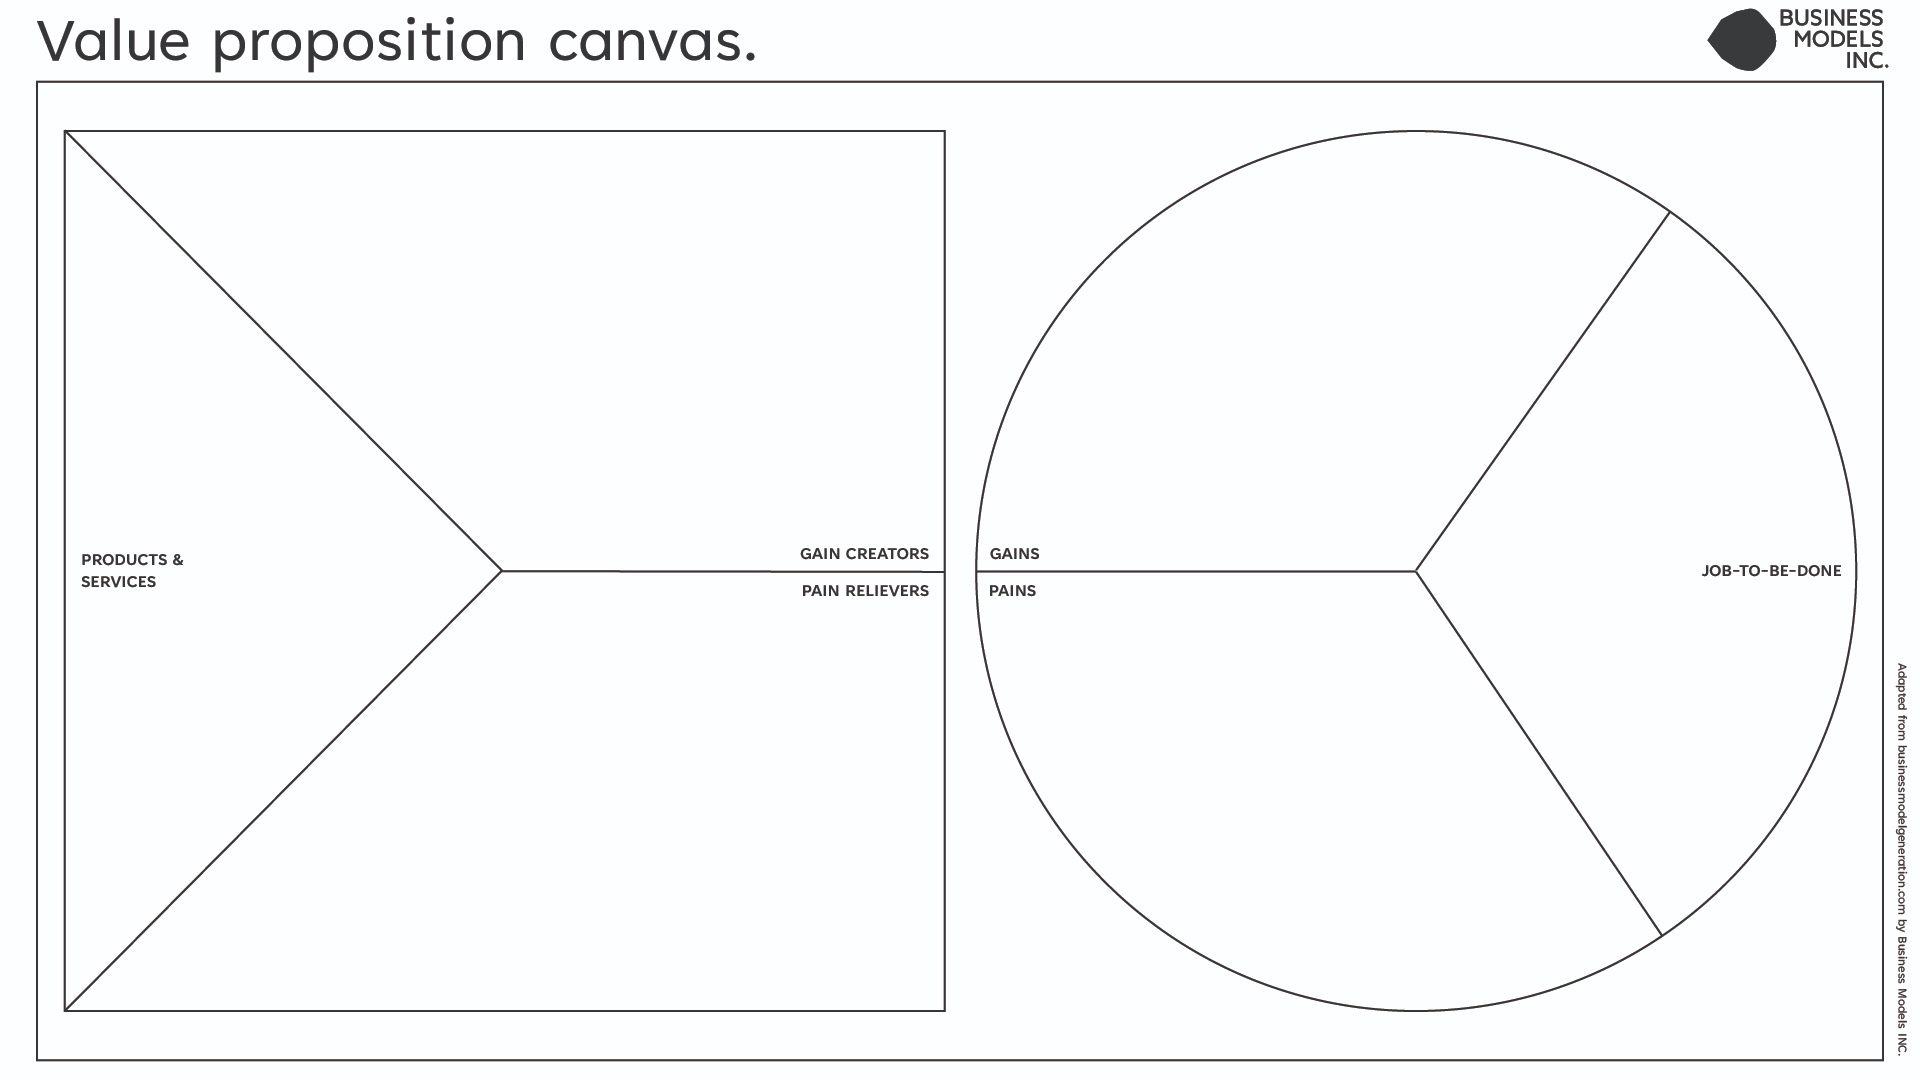 Value proposition canvas.
BUSINESS
MODELS
INC.
PRODUCTS &
SERVICES
GAIN CREATORS
PAIN RELIEVERS
GAINS
PAINS
JOB-TO-BE-DONE
Adapted from businessmodelgeneration.com by Business Models INC.